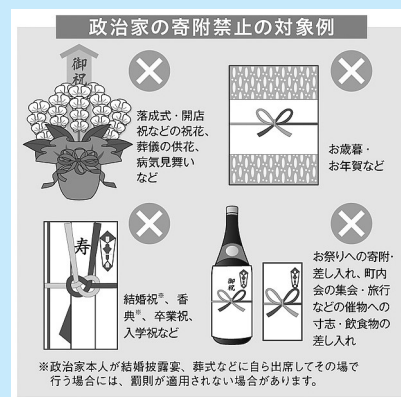 政治家の寄附禁止の対象例
御祝
落成式・開店
祝などの祝花、
葬儀の供花、
病気見舞い
など
お歳暮・
お年賀など
寿
結婚祝※、香
典※、卒業祝、
入学祝など
御祝
お祭りへの寄附・
差し入れ、町内
会の集会・旅行
などの催物への
寸志・飲食物の
差し入れ
※政治家本人が結婚披露宴、葬式などに自ら出席してその場で
行う場合には、罰則が適用されない場合があります。